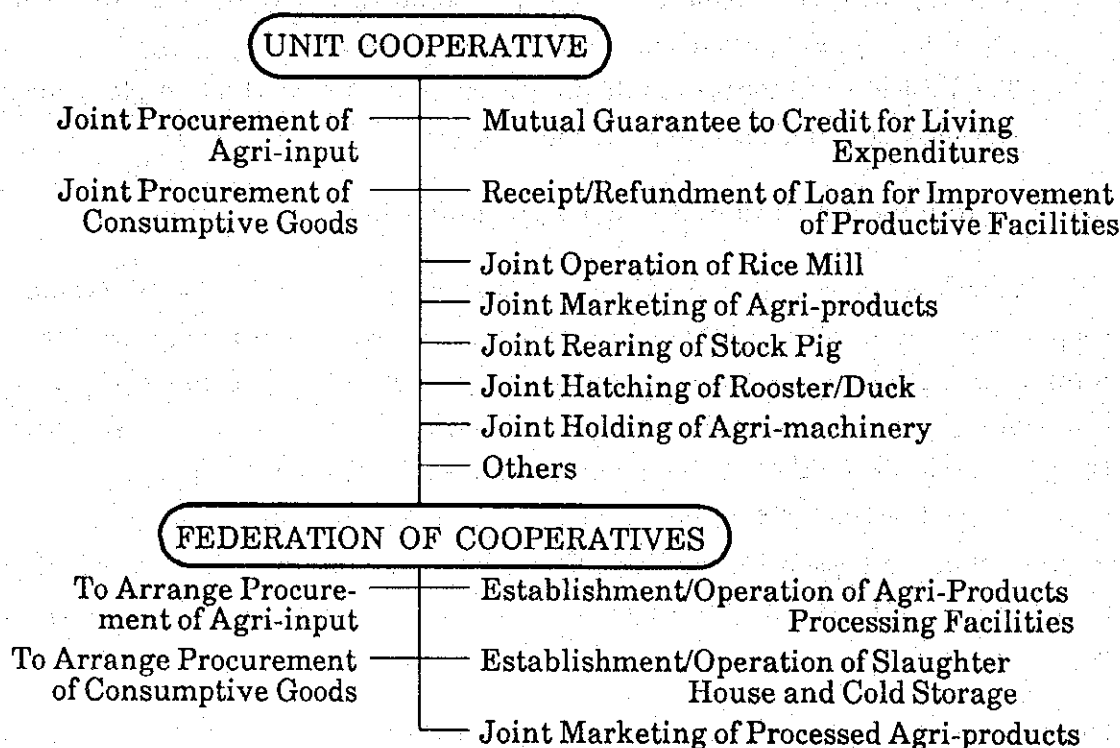 UNIT COOPERATIVE
Joint Procurement of
Agri-input
Mutual Guarantee to Credit for Living
Expenditures
Joint Procurement of
Consumptive Goods
Receipt/Refundment of Loan for Improvement
of Productive Facilities
Joint Operation of Rice Mill
Joint Marketing of Agri-products
Joint Rearing of Stock Pig
Joint Hatching of Rooster/Duck
Joint Holding of Agri-machinery
Others
FEDERATION OF COOPERATIVES
To Arrange Procure-
ment of Agri-input
Establishment/Operation of Agri-Products
Processing Facilities
To Arrange Procurement
of Consumptive Goods
Establishment/Operation of Slaughter
House and Cold Storage
Joint Marketing of Processed Agri-products